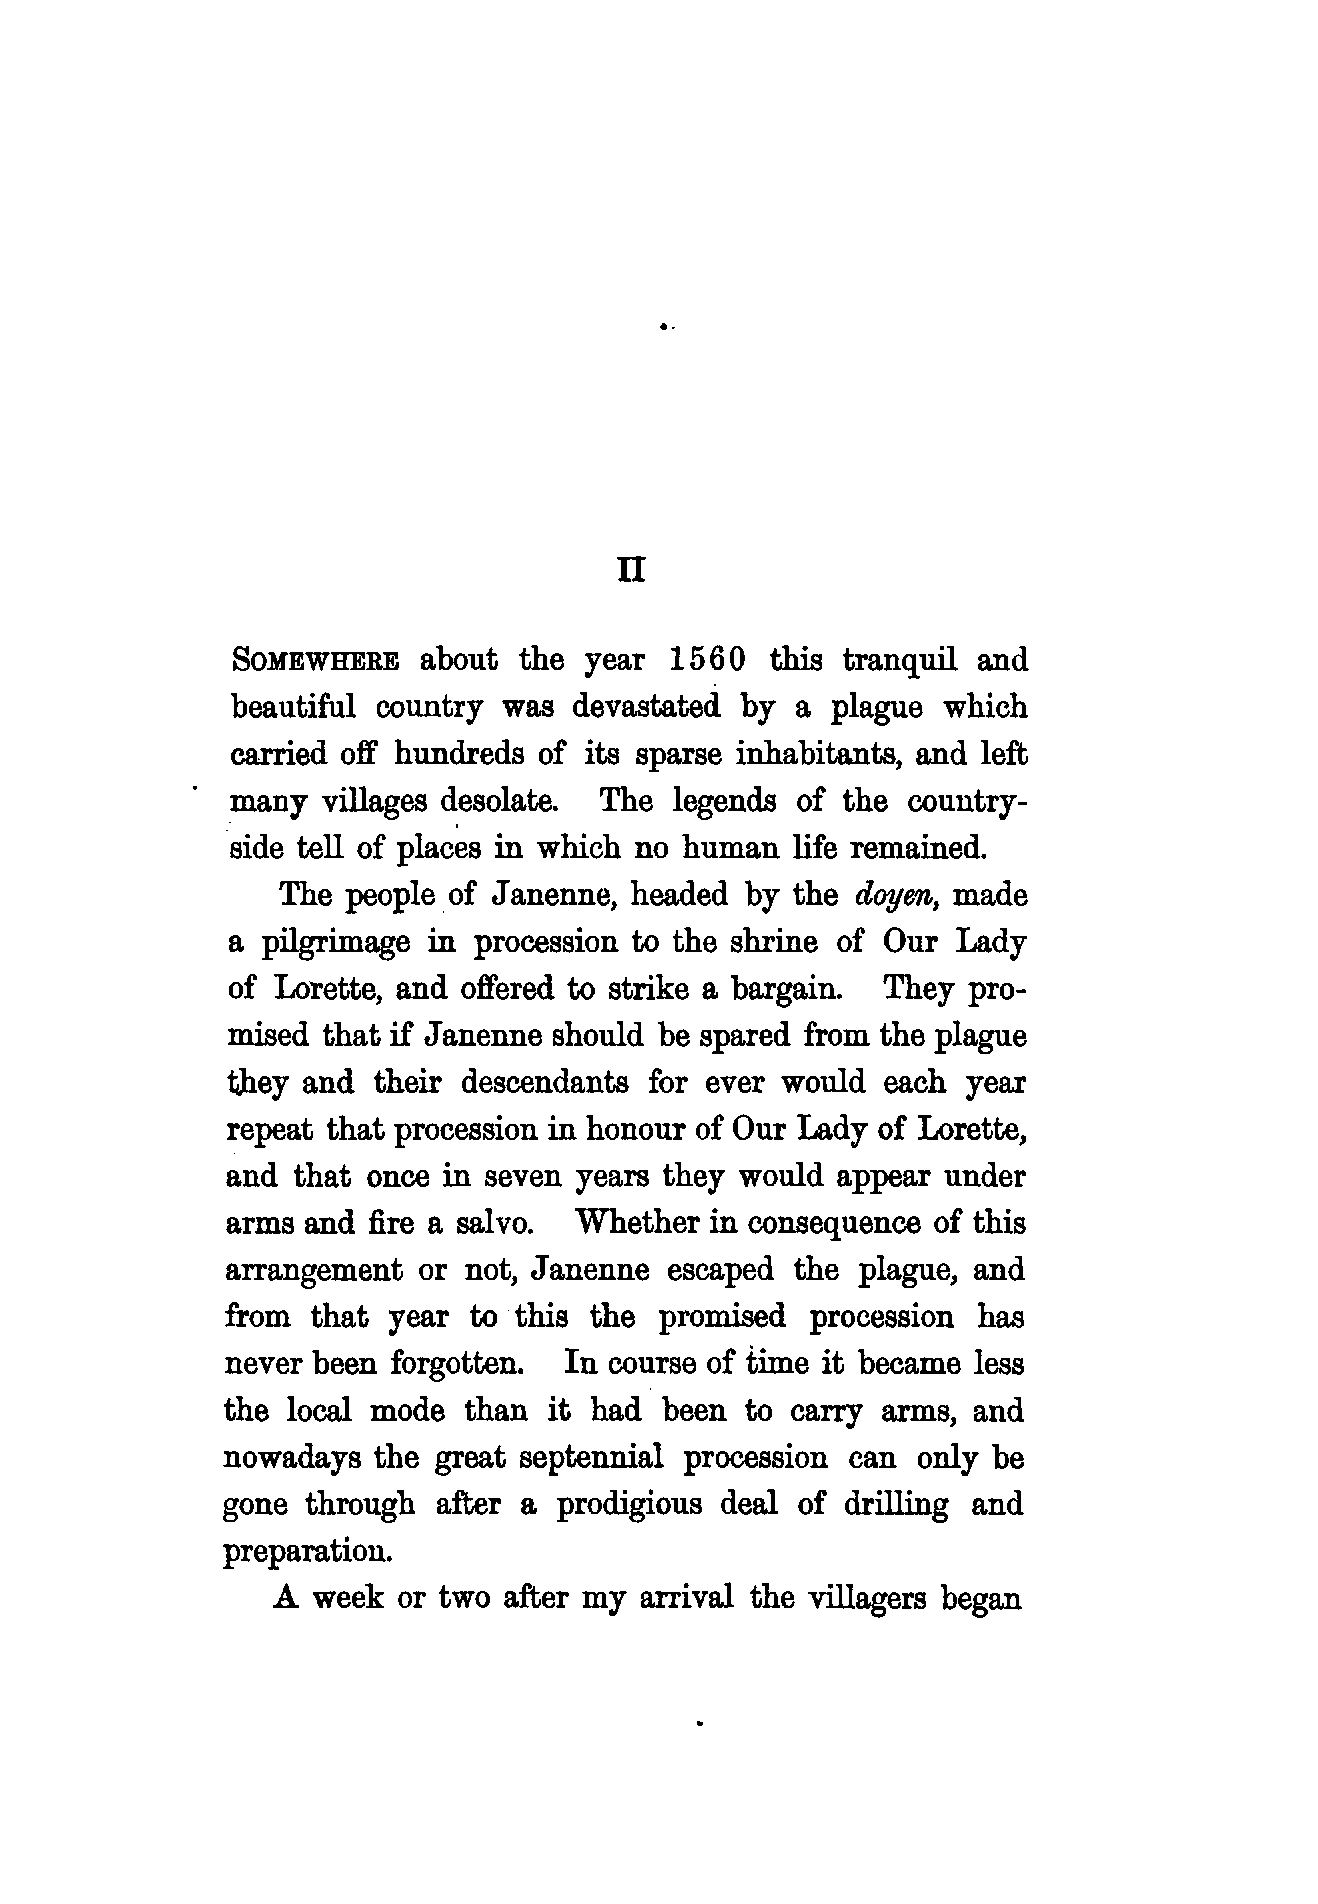 II
SOMEWHERE about the year 1560 this tranquil and
beautiful country was devastated by a plague which
carried off hundreds of its sparse inhabitants, and left
many villages desolate. The legends of the country-
side tell of places in which no human life remained.
The people of Janenne, headed by the doyen, made
a pilgrimage in procession to the shrine of Our Lady
of Lorette, and offered to strike a bargain. They pro-
mised that if Janenne should be spared from the plague
they and their descendants for ever would each year
repeat that procession in honour of Our Lady of Lorette,
and that once in seven years they would appear under
arms and fire a salvo. Whether in consequence of this
arrangement or not, Janenne escaped the plague, and
from that year to this the promised procession has
never been forgotten. In course of time it became less
the local mode than it had been to carry arms, and
nowadays the great septennial procession can only be
gone through after a prodigious deal of drilling and
preparation.
A week or two after my arrival the villagers began